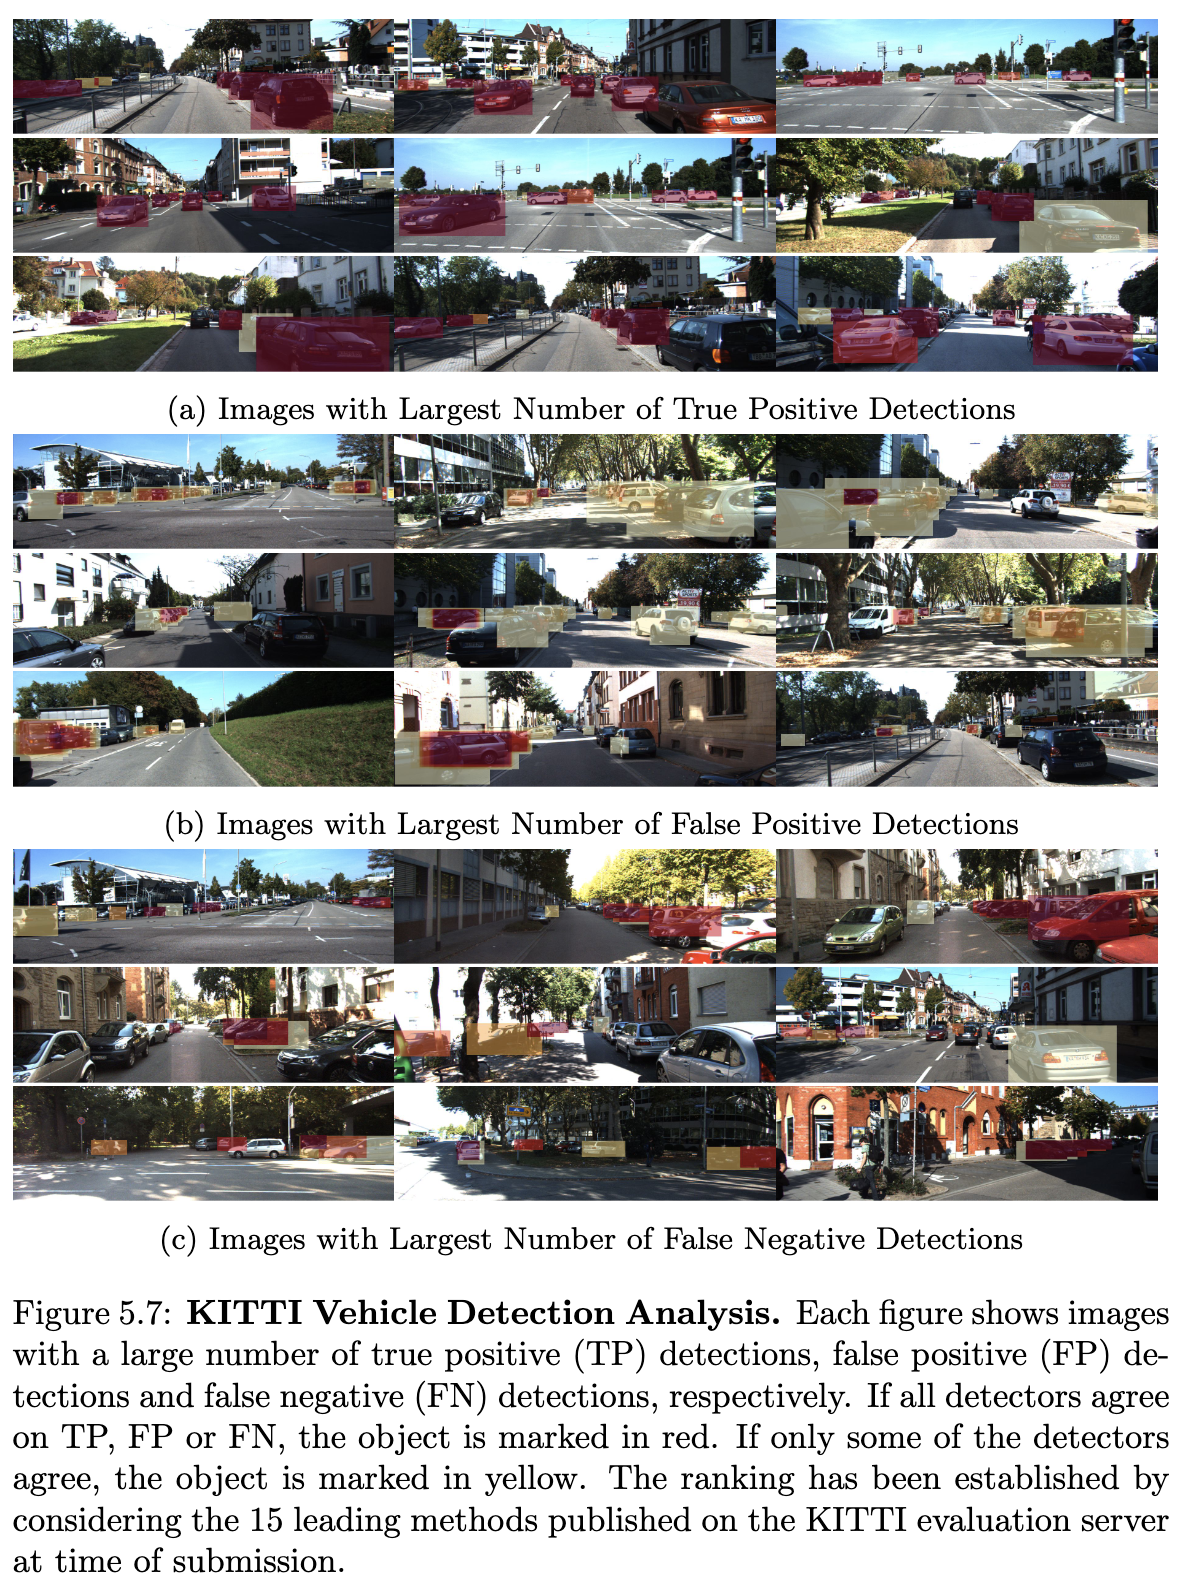 (a) Images with Largest Number of True Positive Detections
(b) Images with Largest Number of False Positive Detections
(c) Images with Largest Number of False Negative Detections
Figure 5.7: KITTI Vehicle Detection Analysis. Each figure shows images
with a large number of true positive (TP) detections, false positive (FP) de-
tections and false negative (FN) detections, respectively. If all detectors agree
on TP, FP or FN, the object is marked in red. If only some of the detectors
agree, the object is marked in yellow. The ranking has been established by
considering the 15 leading methods published on the KITTI evaluation server
at time of submission.